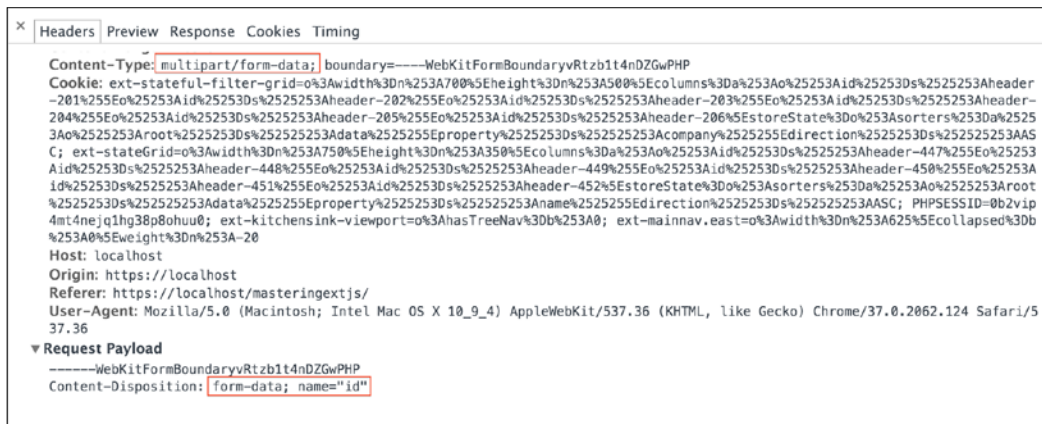 × Headers Preview Response Cookies Timing
Content-Type: multipart/form-data; boundary=----WebKitFormBoundaryvRtzb1t4nDZGwPHP
Cookie: ext-stateful-filter-grid=o%3Awidth%3Dn%253A700%5Eheight%3Dn%253A500%5Ecolumns%3Da%253Ao%25253Aid%25253Ds%2525253Aheader
-201%255Eo%25253Aid%25253Ds%2525253Aheader-202%255Eo%25253Aid%25253Ds%2525253Aheader-203%255Eo%25253Aid%25253Ds%2525253Aheader-
204%255Eo%25253Aid%25253Ds%2525253Aheader-205%255Eo%25253Aid%25253Ds%2525253Aheader-206%5EstoreState%3Do%253Asorters%253Da%2525
3Ao%2525253Aroot%2525253Ds%25252253Adata%2525255Eproperty%2525253Ds%25252253Acompany%2525255Edirection%2525253Ds%25252253AAS
C; ext-stateGrid=o%3Awidth%3Dn%253A750%5Eheight%3Dn%253A350%5Ecolumns%3Da%253Ao%25253Aid%25253Ds%2525253Aheader-447%255Eo%25253
Aid%25253Ds%2525253Aheader-448%255Eo%25253Aid%25253Ds%2525253Aheader-449%255Eo%25253Aid%25253Ds%2525253Aheader-450%255Eo%25253A
id%25253Ds%2525253Aheader-451%255Eo%25253Aid%25253Ds%2525253Aheader-452%5EstoreState%3Do%253Asorters%253Da%25253Ao%2525253Aroot
%2525253Ds%25252253Adata%2525255Eproperty%2525253Ds%25252253Aname%2525255Edirection%2525253Ds%25252253AASC; PHPSESSID=0b2vip
4mt4nejq1hg38p8ohuu0; ext-kitchensink-viewport=o%3AhasTreeNav%3Db%253A0; ext-mainnav.east=o%3Awidth%3Dn%253A625%5Ecollapsed%3Db
%253A0%5Eweight%3Dn%253A-20
Host: localhost
Origin: https://localhost
Referer: https://localhost/masteringextjs/
User-Agent: Mozilla/5.0 (Macintosh; Intel Mac OS X 10_9_4) AppleWebKit/537.36 (KHTML, like Gecko) Chrome/37.0.2062.124 Safari/5
37.36
▼ Request Payload
------WebKitFormBoundaryvRtzb1t4nDZGwPHP
Content-Disposition: form-data; name="id"